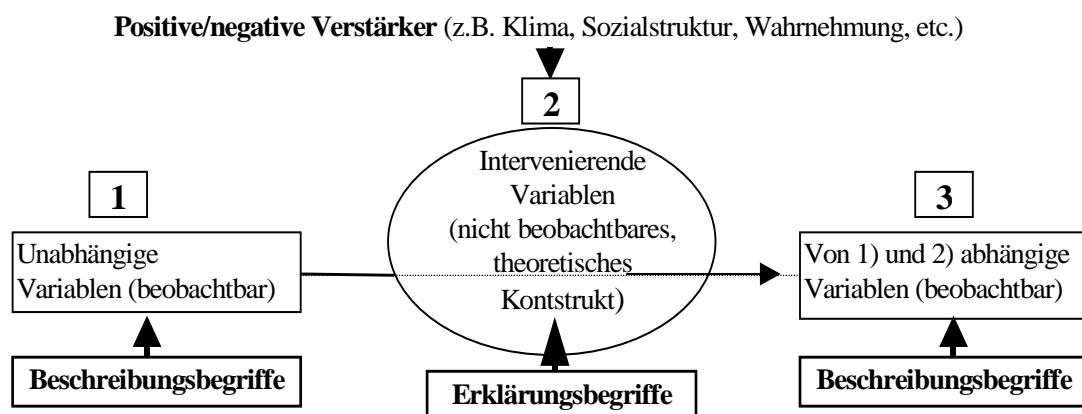 Positive/negative Verstärker (z.B. Klima, Sozialstruktur, Wahrnehmung, etc.)
2
Intervenierende
Variablen
(nicht beobachtbares,
theoretisches
Kontstrukt)
1
Unabhängige
Variablen (beobachtbar)
3
Von 1) und 2) abhängige
Variablen (beobachtbar)
Beschreibungsbegriffe
Erklärungsbegriffe
Beschreibungsbegriffe